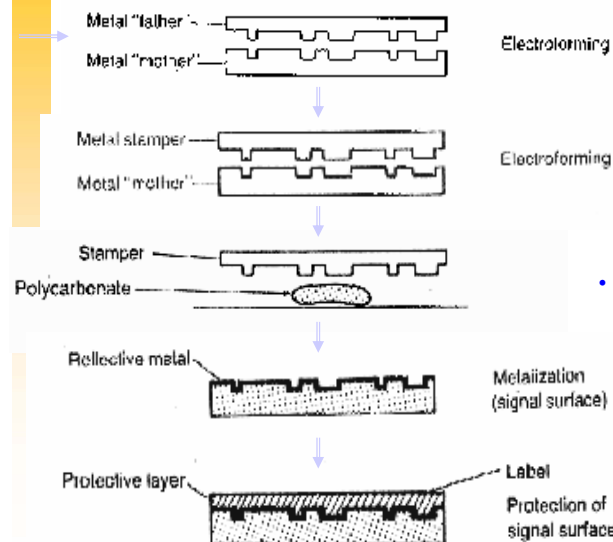 Metal "father"
Electroforming
Metal "mother"
Metal stamper
Electroforming
Metal "mother"
Stamper
Polycarbonate
Reflective metal
Metallization
(signal surface)
Protective layer
Label
Protection of
signal surface